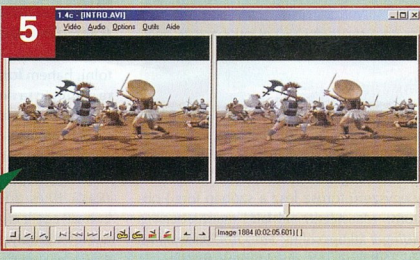 5
1.4c - [INTRO.AVI]
Vidéo Audio Options Outils Aide
Image 1884 (0:02:05.601) [ ]